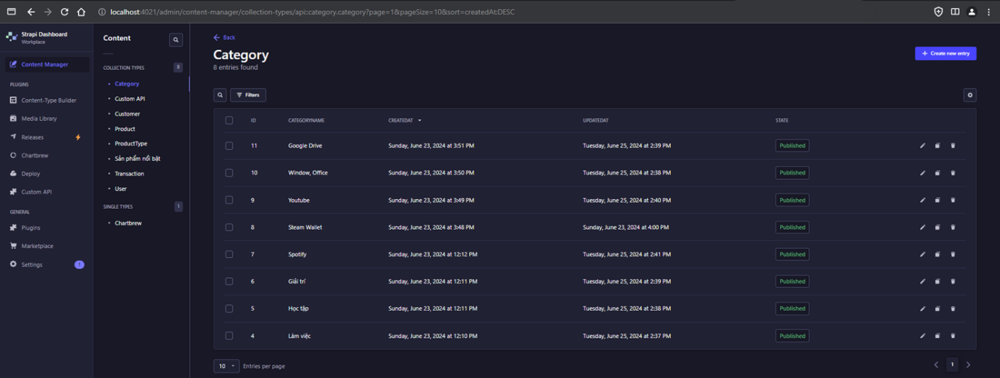 localhost:4021/admin/content-manager/collection-types/api::category.category?page=1&pageSize=10&sort=createdAt:DESC
Strapi Dashboard
Workplace
Content Manager
PLUGINS
Content-Type Builder
Media Library
Releases
Chartbrew
Deploy
Custom API
GENERAL
Plugins
Marketplace
Settings 1
Content
COLLECTION TYPES 8
Category
Custom API
Customer
Product
ProductType
Sản phẩm nổi bật
Transaction
User
SINGLE TYPES 1
Chartbrew
Back
Category
8 entries found
Create new entry
Filters
ID CATEGORYNAME CREATEDAT UPDATEDAT STATE
11 Google Drive Sunday, June 23, 2024 at 3:51 PM Tuesday, June 25, 2024 at 2:39 PM Published
10 Window, Office Sunday, June 23, 2024 at 3:50 PM Tuesday, June 25, 2024 at 2:38 PM Published
9 Youtube Sunday, June 23, 2024 at 3:49 PM Tuesday, June 25, 2024 at 2:40 PM Published
8 Steam Wallet Sunday, June 23, 2024 at 3:48 PM Sunday, June 23, 2024 at 4:00 PM Published
7 Spotify Sunday, June 23, 2024 at 12:12 PM Tuesday, June 25, 2024 at 2:41 PM Published
6 Giải trí Sunday, June 23, 2024 at 12:11 PM Tuesday, June 25, 2024 at 2:39 PM Published
5 Học tập Sunday, June 23, 2024 at 12:11 PM Tuesday, June 25, 2024 at 2:38 PM Published
4 Làm việc Sunday, June 23, 2024 at 12:10 PM Tuesday, June 25, 2024 at 2:37 PM Published
10 Entries per page 1